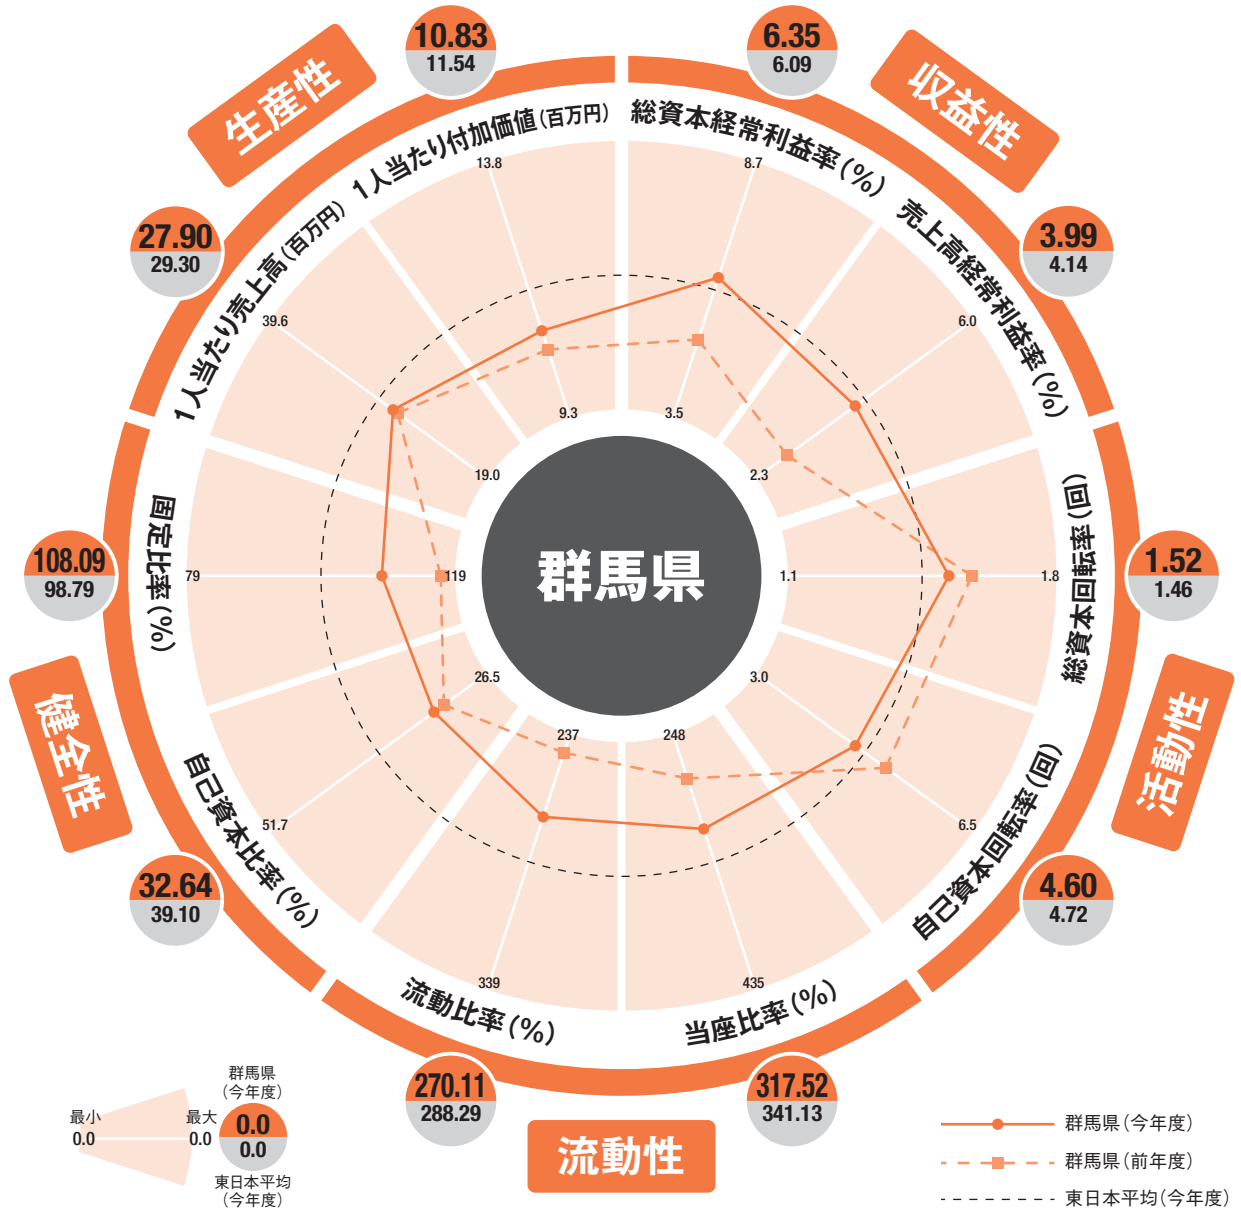 収益性
6.35
6.09
総資本経常利益率(%)
8.7
3.5
3.99
4.14
売上高経常利益率(%)
6.0
2.3
活動性
1.52
1.46
総資本回転率(回)
1.8
1.1
4.60
4.72
自己資本回転率(回)
6.5
3.0
流動性
317.52
341.13
当座比率(%)
435
248
270.11
288.29
流動比率(%)
339
237
健全性
32.64
39.10
自己資本比率(%)
51.7
26.5
108.09
98.79
固定比率(%)
79
119
生産性
27.90
29.30
1人当たり売上高(百万円)
39.6
19.0
10.83
11.54
1人当たり付加価値(百万円)
13.8
9.3
群馬県
群馬県
(今年度)
最小
0.0
最大
0.0
0.0
0.0
東日本平均
(今年度)
群馬県(今年度)
群馬県(前年度)
東日本平均(今年度)